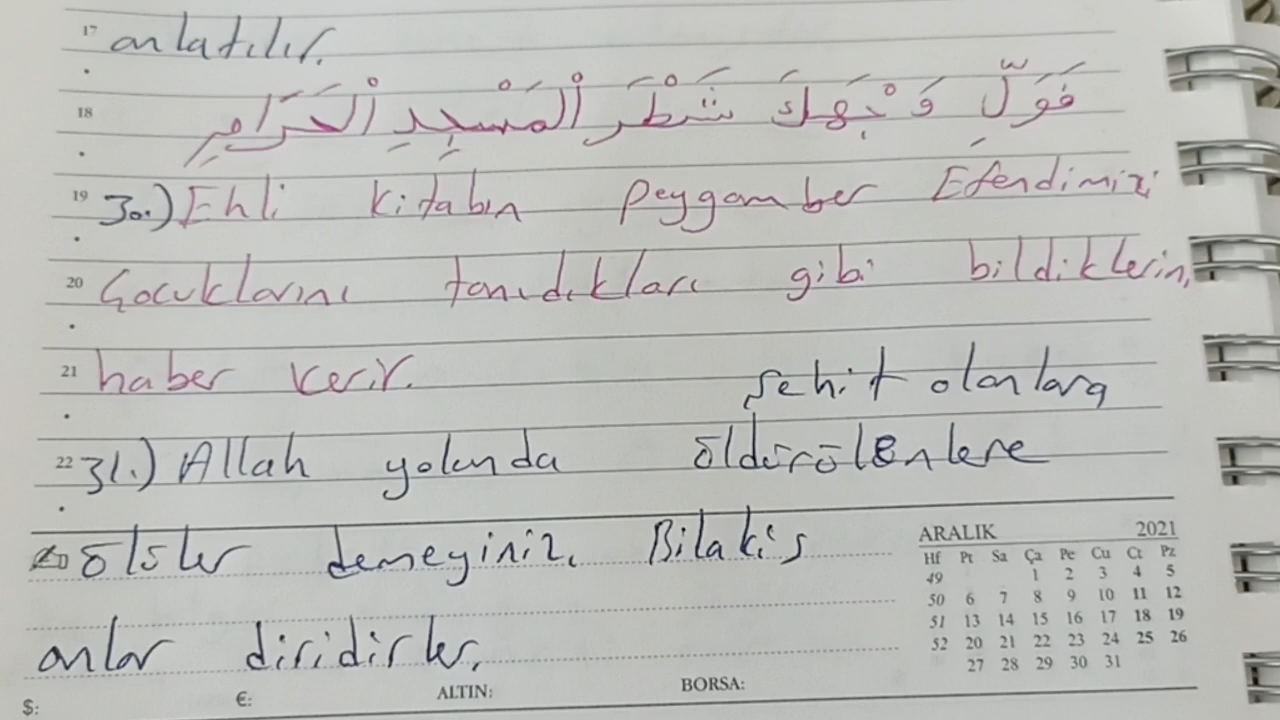 17 anlatılır.
18 فَوَلِّ وَجْهَكَ شَطْرَ الْمَسْجِدِ الْحَرَامِ
19 30.) Ehli kitabın Peygamber Efendimizi
20 Çocuklarını tanıdıkları gibi bildiklerini
21 haber verir.
şehit olanlara
22 31.) Allah yolunda öldürülenlere
ölüler demeyiniz. Bilakis
onlar diridirler.
ARALIK 2021
Hf Pt Sa Ça Pe Cu Ct Pz
49 1 2 3 4 5
50 6 7 8 9 10 11 12
51 13 14 15 16 17 18 19
52 20 21 22 23 24 25 26
27 28 29 30 31
$: €: ALTIN: BORSA: